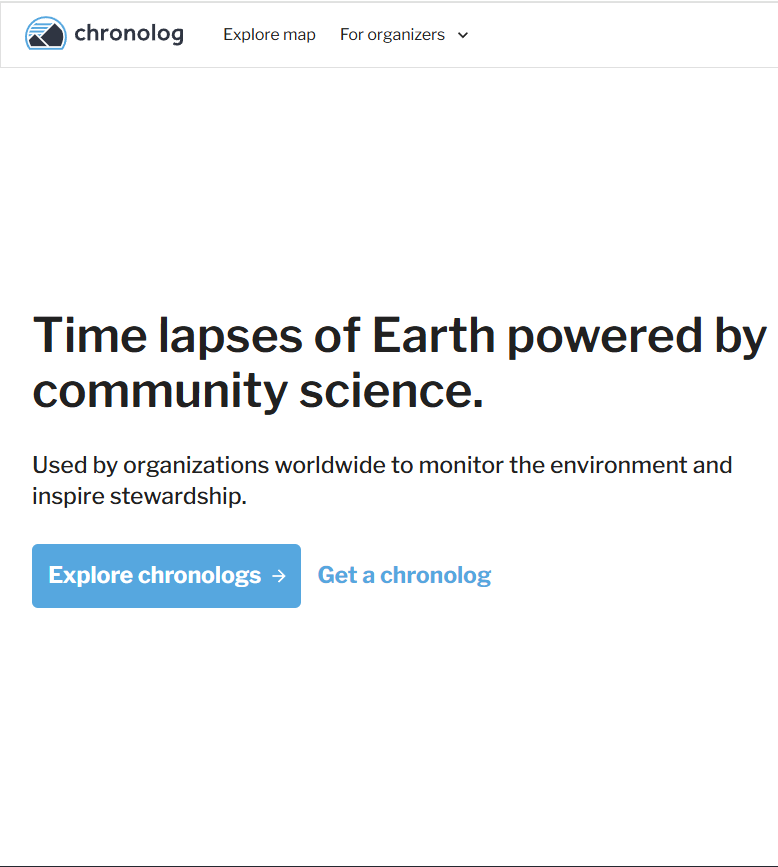 chronolog
Explore map
For organizers
Time lapses of Earth powered by
community science.
Used by organizations worldwide to monitor the environment and
inspire stewardship.
Explore chronologs →
Get a chronolog